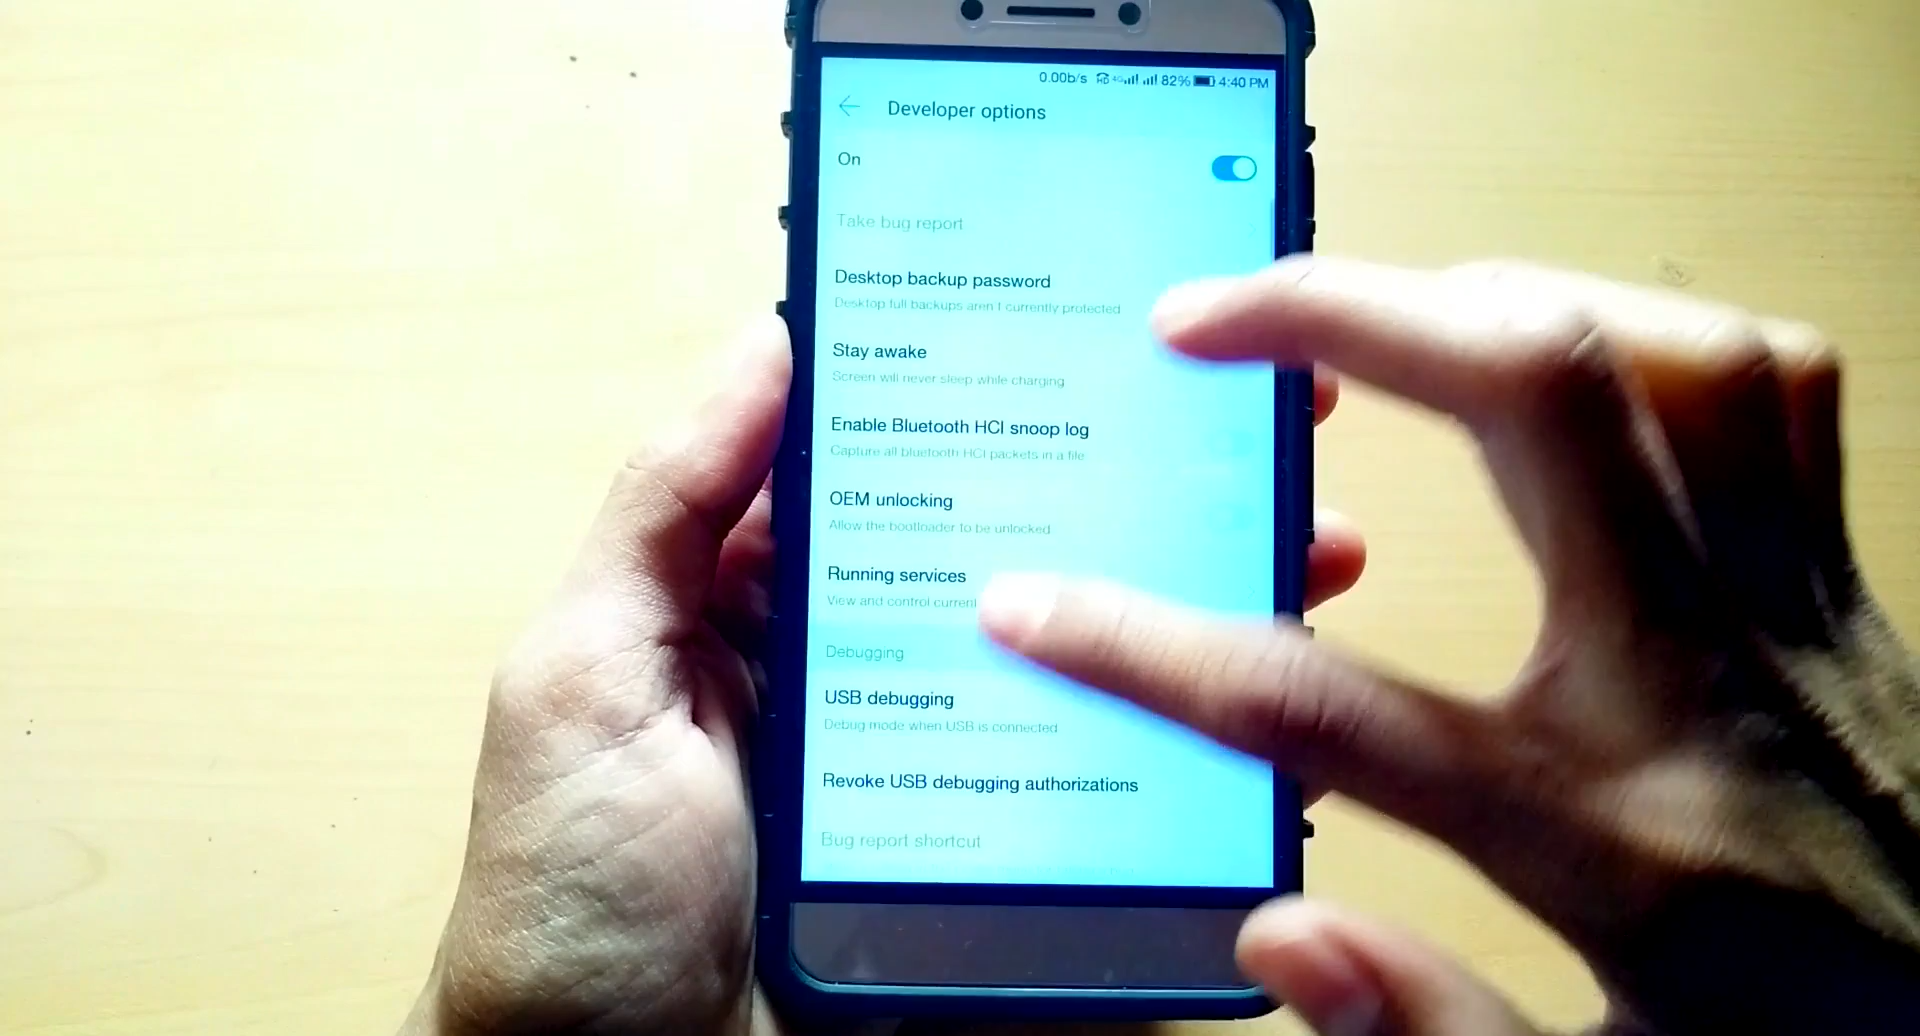 0.00b/s HD 4G 82% 4:40 PM
Developer options
On
Take bug report
Desktop backup password
Desktop full backups aren't currently protected
Stay awake
Screen will never sleep while charging
Enable Bluetooth HCI snoop log
Capture all bluetooth HCI packets in a file
OEM unlocking
Allow the bootloader to be unlocked
Running services
View and control current
Debugging
USB debugging
Debug mode when USB is connected
Revoke USB debugging authorizations
Bug report shortcut